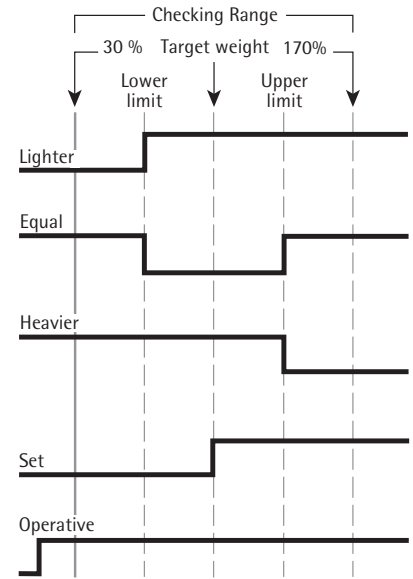 Checking Range
30 % Target weight 170%
Lower limit
Upper limit
Lighter
Equal
Heavier
Set
Operative